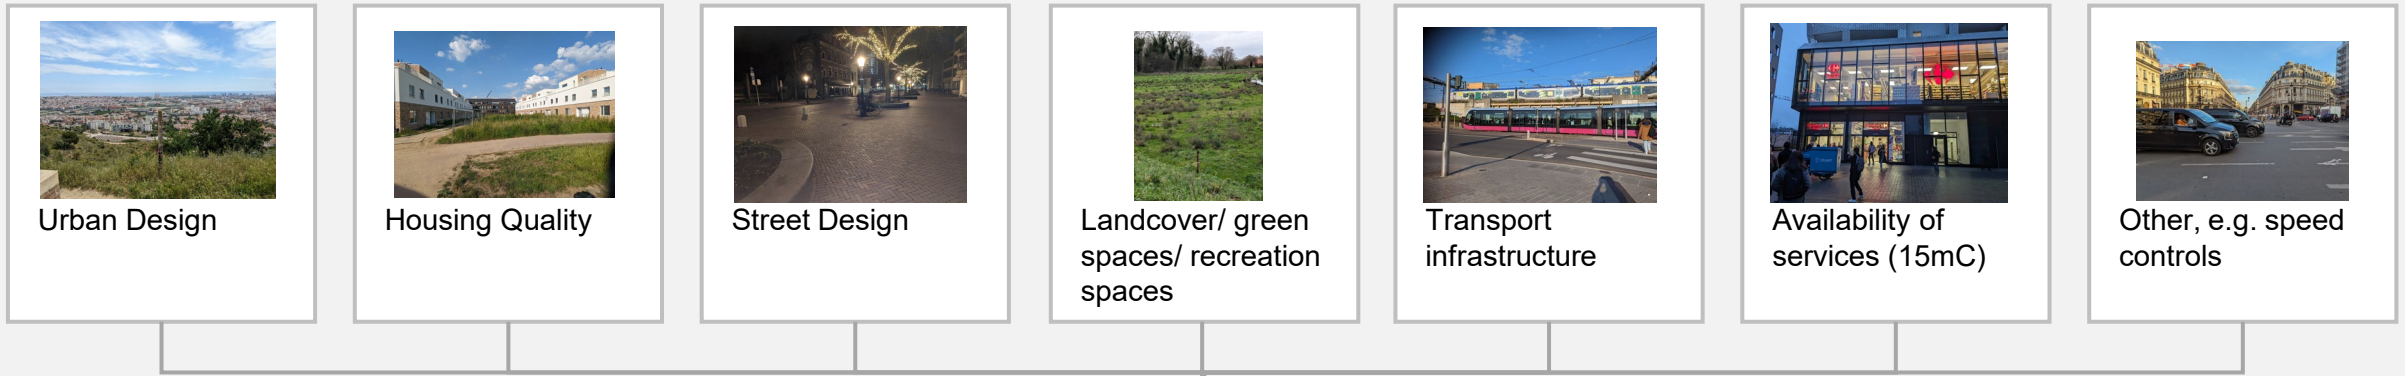 Urban Design
Housing Quality
Street Design
Landcover/ green
spaces/ recreation
spaces
Transport
infrastructure
Availability of
services (15mC)
Other, e.g. speed
controls